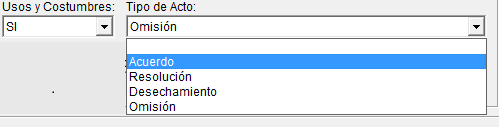 Usos y Costumbres: Tipo de Acto:
SI Omisión
Acuerdo
Resolución
Desechamiento
Omisión